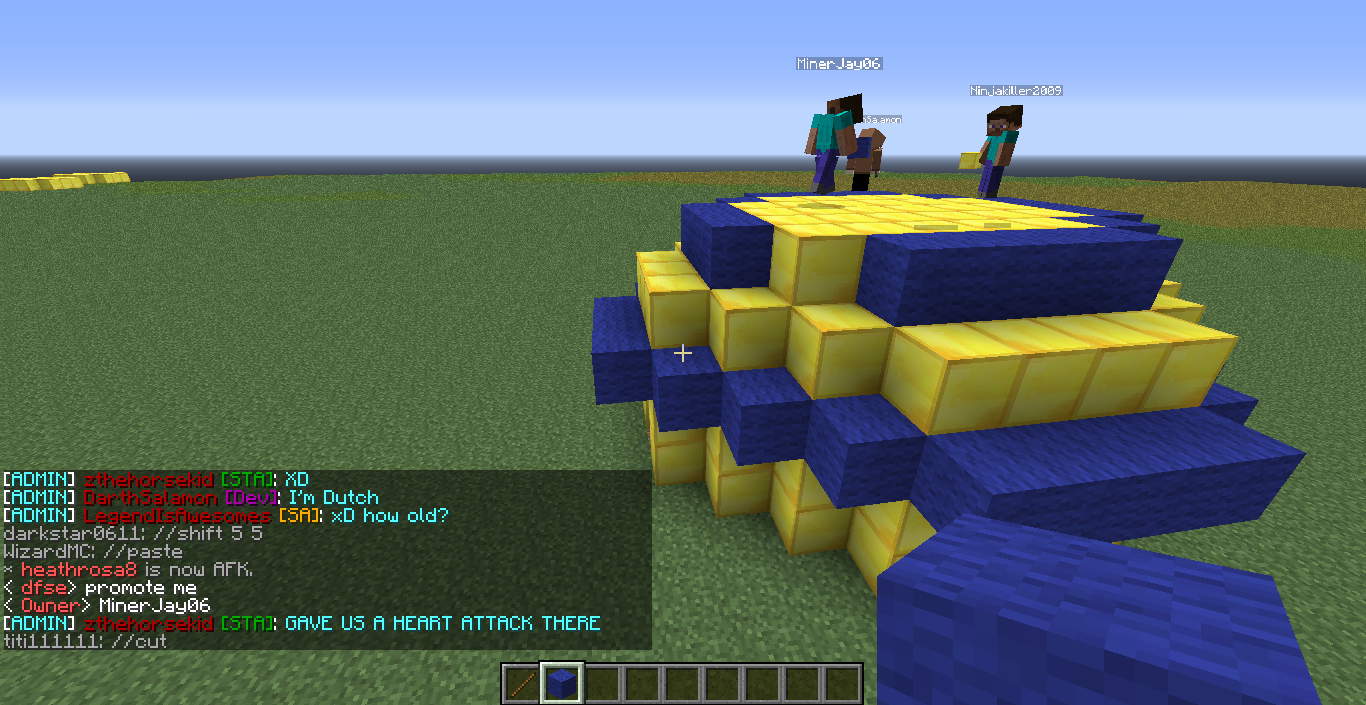 MinerJay06
Ninjakiller2009
[ADMIN] zthehorsekid [STA]: XD
[ADMIN] DarthSalamon [Dev]: I'm Dutch
[ADMIN] LegendIsAwesomes [SA]: xD how old?
darkstar0611: //shift 5 5
WizardMC: //paste
* heathrosa8 is now AFK.
< dfse> promote me
< Owner> MinerJay06
[ADMIN] zthehorsekid [STA]: GAVE US A HEART ATTACK THERE
titi111111: //cut